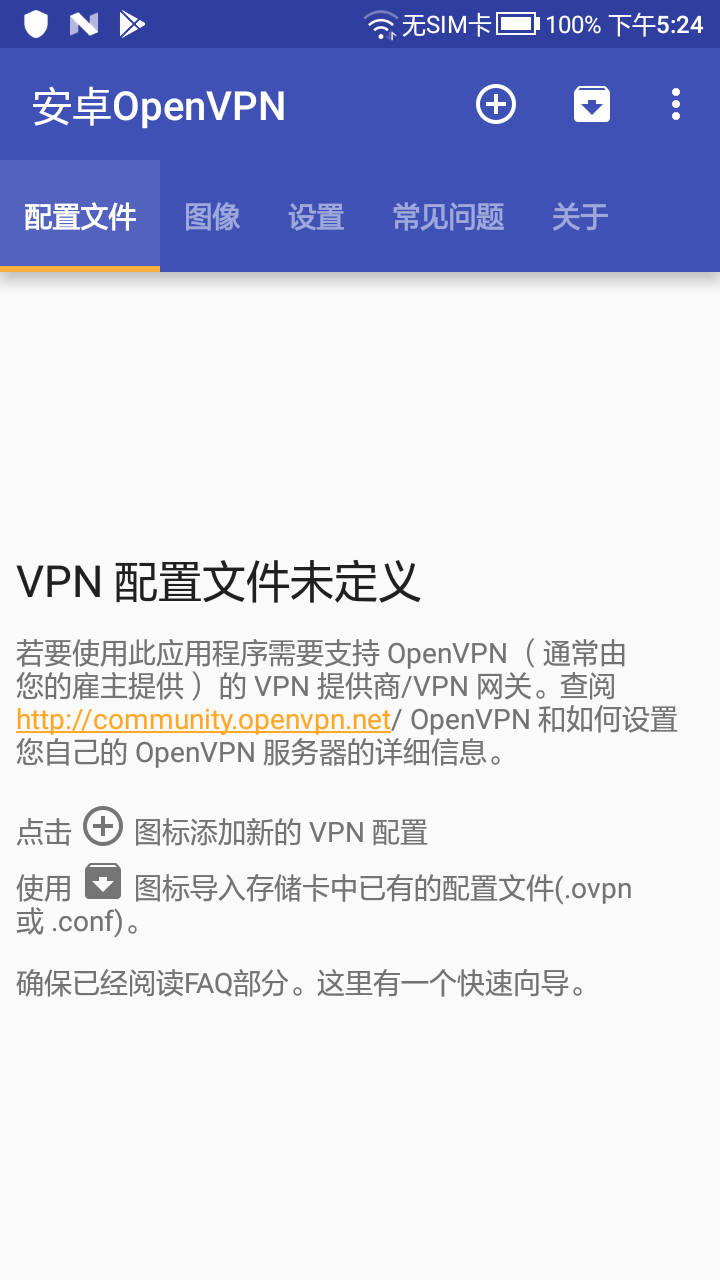 无SIM卡 100% 下午5:24
安卓OpenVPN
配置文件 图像 设置 常见问题 关于
VPN 配置文件未定义
若要使用此应用程序需要支持 OpenVPN（ 通常由
您的雇主提供 ）的 VPN 提供商/VPN 网关。查阅
http://community.openvpn.net/ OpenVPN 和如何设置
您自己的 OpenVPN 服务器的详细信息。
点击 图标添加新的 VPN 配置
使用 图标导入存储卡中已有的配置文件(.ovpn
或 .conf)。
确保已经阅读FAQ部分。这里有一个快速向导。